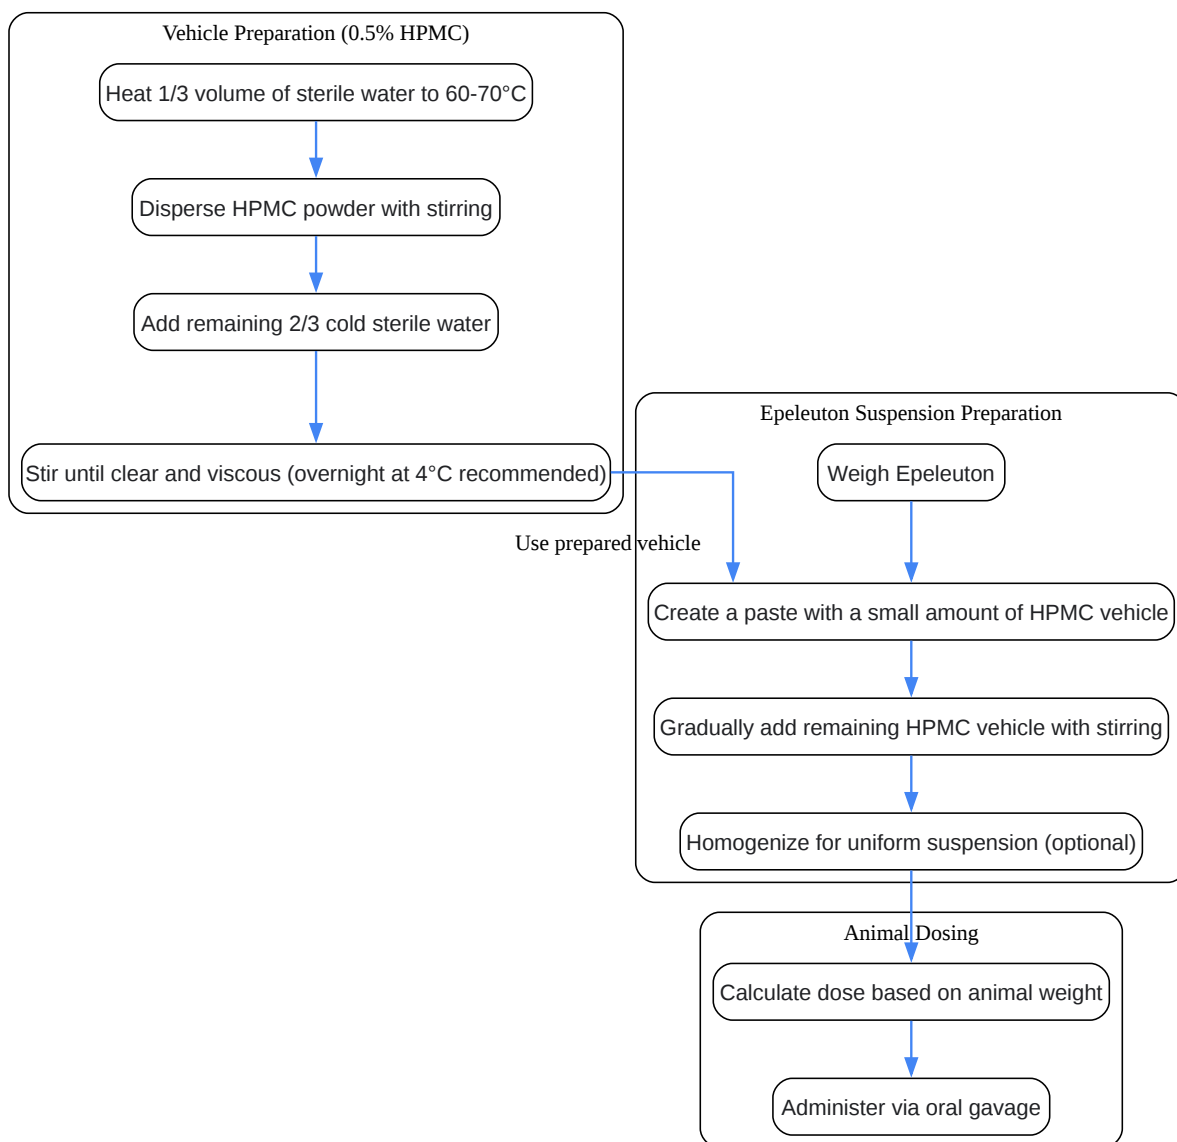 Vehicle Preparation (0.5% HPMC)
Heat 1/3 volume of sterile water to 60-70°C
Disperse HPMC powder with stirring
Add remaining 2/3 cold sterile water
Stir until clear and viscous (overnight at 4°C recommended)
Use prepared vehicle
Epeleuton Suspension Preparation
Weigh Epeleuton
Create a paste with a small amount of HPMC vehicle
Gradually add remaining HPMC vehicle with stirring
Homogenize for uniform suspension (optional)
Animal Dosing
Calculate dose based on animal weight
Administer via oral gavage